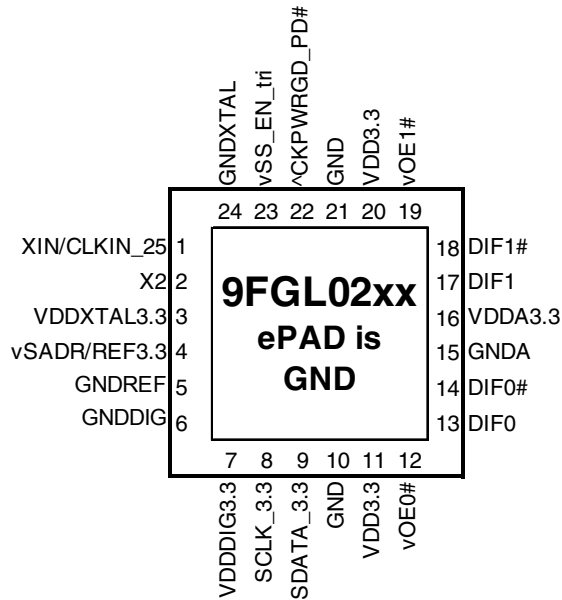 GNDXTAL
vSS_EN_tri
^CKPWRGD_PD#
GND
VDD3.3
vOE1#
24 23 22 21 20 19
XIN/CLKIN_25 1
X2 2
VDDXTAL3.3 3
vSADR/REF3.3 4
GNDREF 5
GNDDIG 6
9FGL02xx
ePAD is
GND
18 DIF1#
17 DIF1
16 VDDA3.3
15 GNDA
14 DIF0#
13 DIF0
7 8 9 10 11 12
VDDDIG3.3
SCLK_3.3
SDATA_3.3
GND
VDD3.3
vOE0#